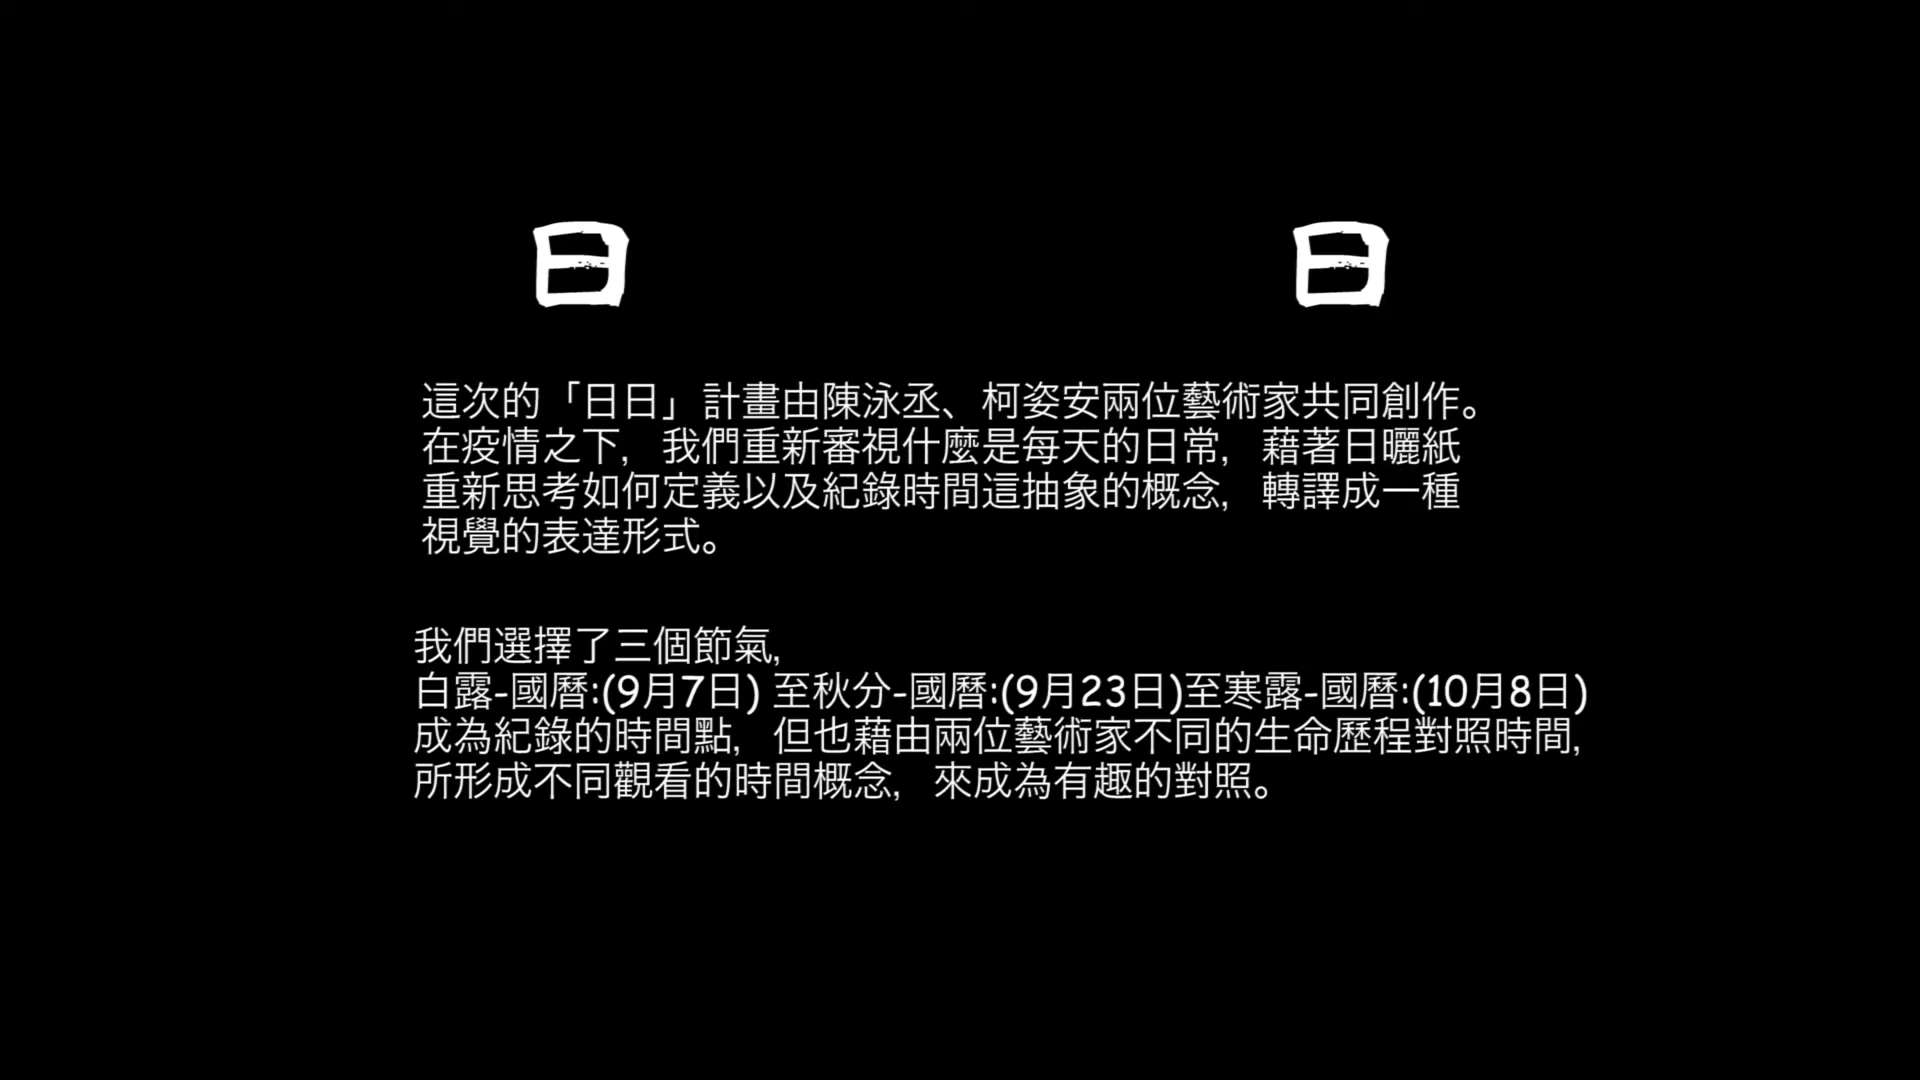 日 日
這次的「日日」計畫由陳泳丞、柯姿安兩位藝術家共同創作。
在疫情之下, 我們重新審視什麼是每天的日常, 藉著日曬紙
重新思考如何定義以及紀錄時間這抽象的概念, 轉譯成一種
視覺的表達形式。
我們選擇了三個節氣,
白露-國曆:(9月7日) 至秋分-國曆:(9月23日)至寒露-國曆:(10月8日)
成為紀錄的時間點, 但也藉由兩位藝術家不同的生命歷程對照時間,
所形成不同觀看的時間概念, 來成為有趣的對照。